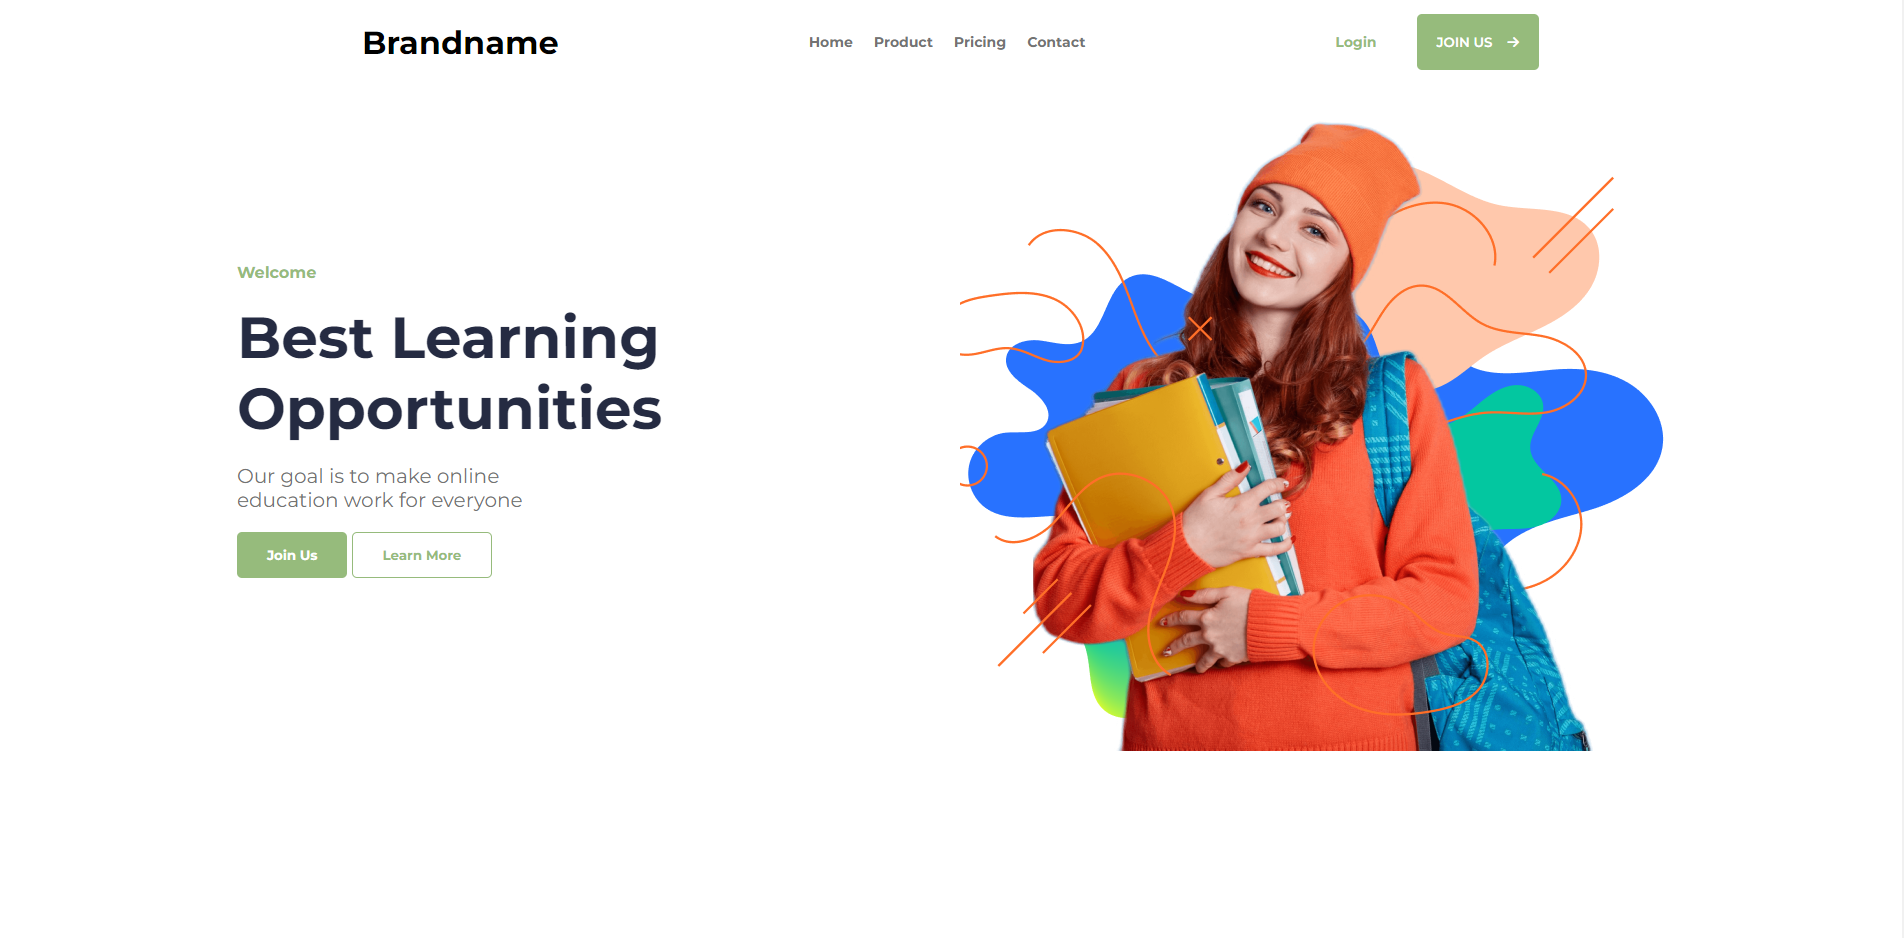 Brandname
Home Product Pricing Contact
Login
JOIN US
Welcome
Best Learning
Opportunities
Our goal is to make online
education work for everyone
Join Us
Learn More